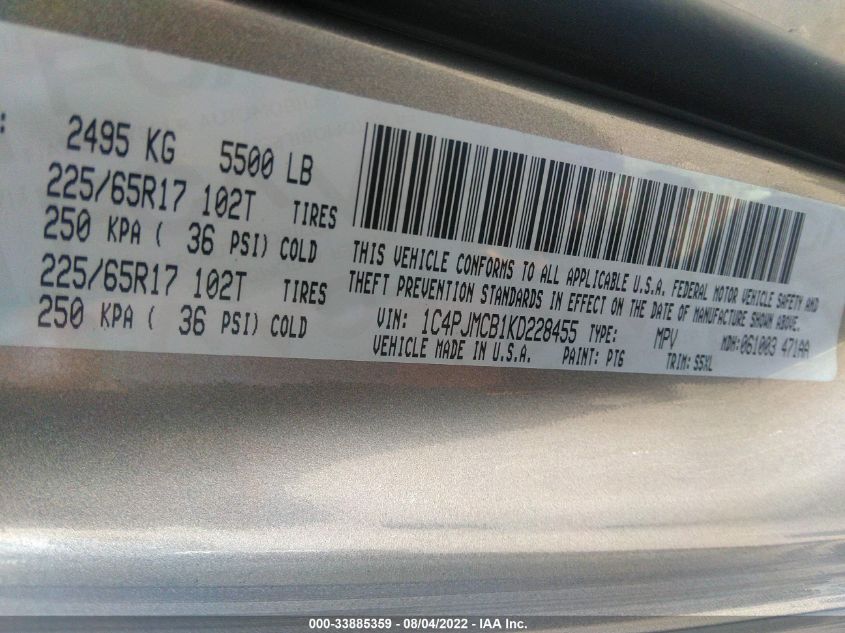 2495 KG 5500 LB
225/65R17 102T TIRES
250 KPA ( 36 PSI) COLD
225/65R17 102T TIRES
250 KPA ( 36 PSI) COLD
THIS VEHICLE CONFORMS TO ALL APPLICABLE U.S.A. FEDERAL MOTOR VEHICLE SAFETY AND
THEFT PREVENTION STANDARDS IN EFFECT ON THE DATE OF MANUFACTURE SHOWN ABOVE.
VIN: 1C4PJMCB1KD228455 TYPE: MPV MDH:061003 471AA
VEHICLE MADE IN U.S.A. PAINT: PTG TRIM: S5XL
000-33885359 - 08/04/2022 - IAA Inc.